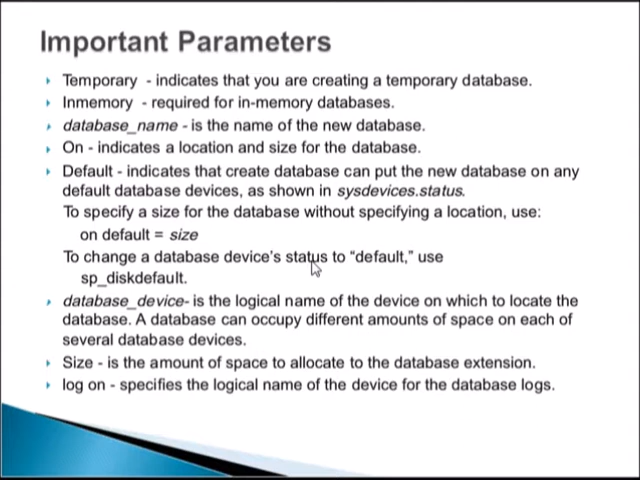 Important Parameters
Temporary - indicates that you are creating a temporary database.
Inmemory - required for in-memory databases.
database_name - is the name of the new database.
On - indicates a location and size for the database.
Default - indicates that create database can put the new database on any
default database devices, as shown in sysdevices.status.
To specify a size for the database without specifying a location, use:
on default = size
To change a database device's status to “default,” use
sp_diskdefault.
database_device- is the logical name of the device on which to locate the
database. A database can occupy different amounts of space on each of
several database devices.
Size - is the amount of space to allocate to the database extension.
log on - specifies the logical name of the device for the database logs.